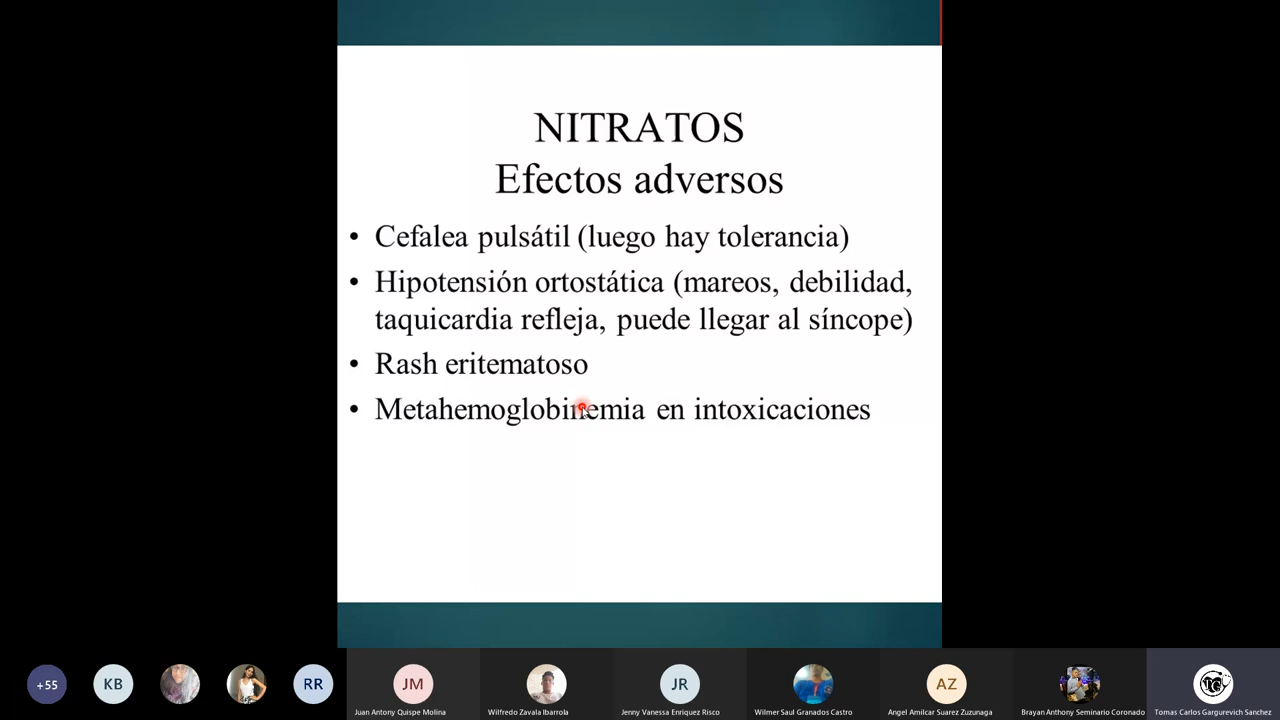 NITRATOS
Efectos adversos
• Cefalea pulsátil (luego hay tolerancia)
• Hipotensión ortostática (mareos, debilidad,
taquicardia refleja, puede llegar al síncope)
• Rash eritematoso
• Metahemoglobinemia en intoxicaciones
+55
KB
RR
JM
JR
AZ
Juan Antony Quispe Molina
Wilfredo Zavala Ibarrola
Jenny Vanessa Enriquez Risco
Wilmer Saul Granados Castro
Angel Amilcar Suarez Zuzunaga
Brayan Anthony Seminario Coronado
Tomas Carlos Gargurevich Sanchez